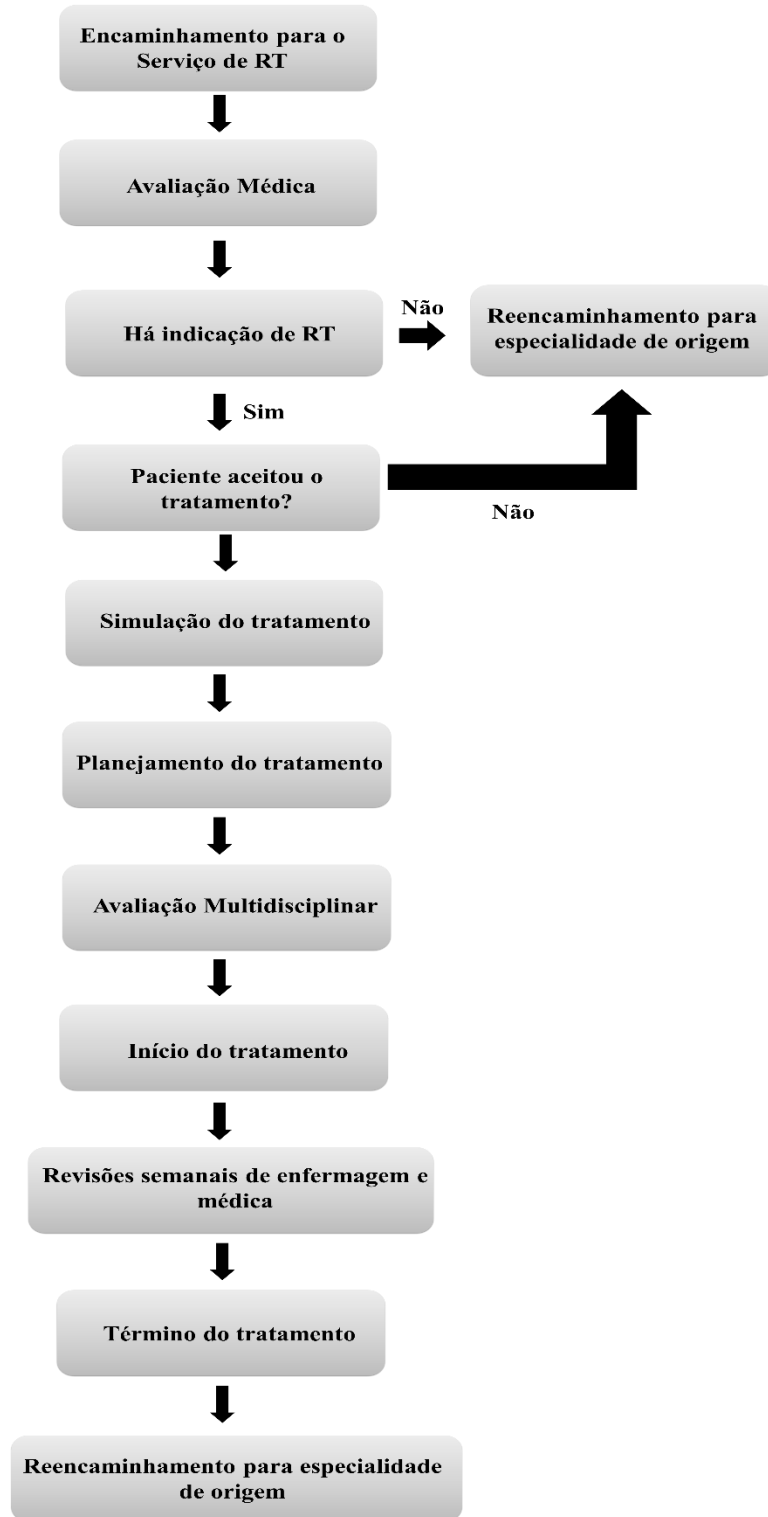 Encaminhamento para o
Serviço de RT
Avaliação Médica
Há indicação de RT
Não
Reencaminhamento para
especialidade de origem
Sim
Paciente aceitou o
tratamento?
Não
Simulação do tratamento
Planejamento do tratamento
Avaliação Multidisciplinar
Início do tratamento
Revisões semanais de enfermagem e
médica
Término do tratamento
Reencaminhamento para especialidade
de origem